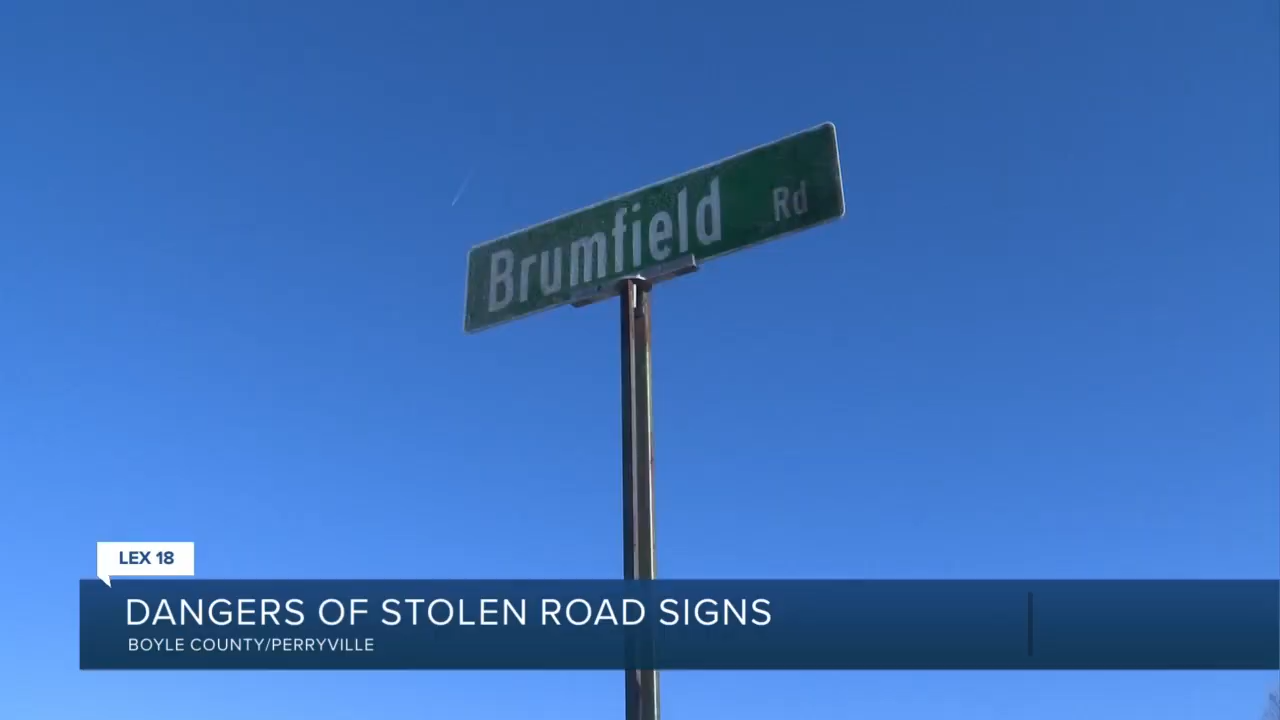 Brumfield Rd
LEX 18
DANGERS OF STOLEN ROAD SIGNS
BOYLE COUNTY/PERRYVILLE